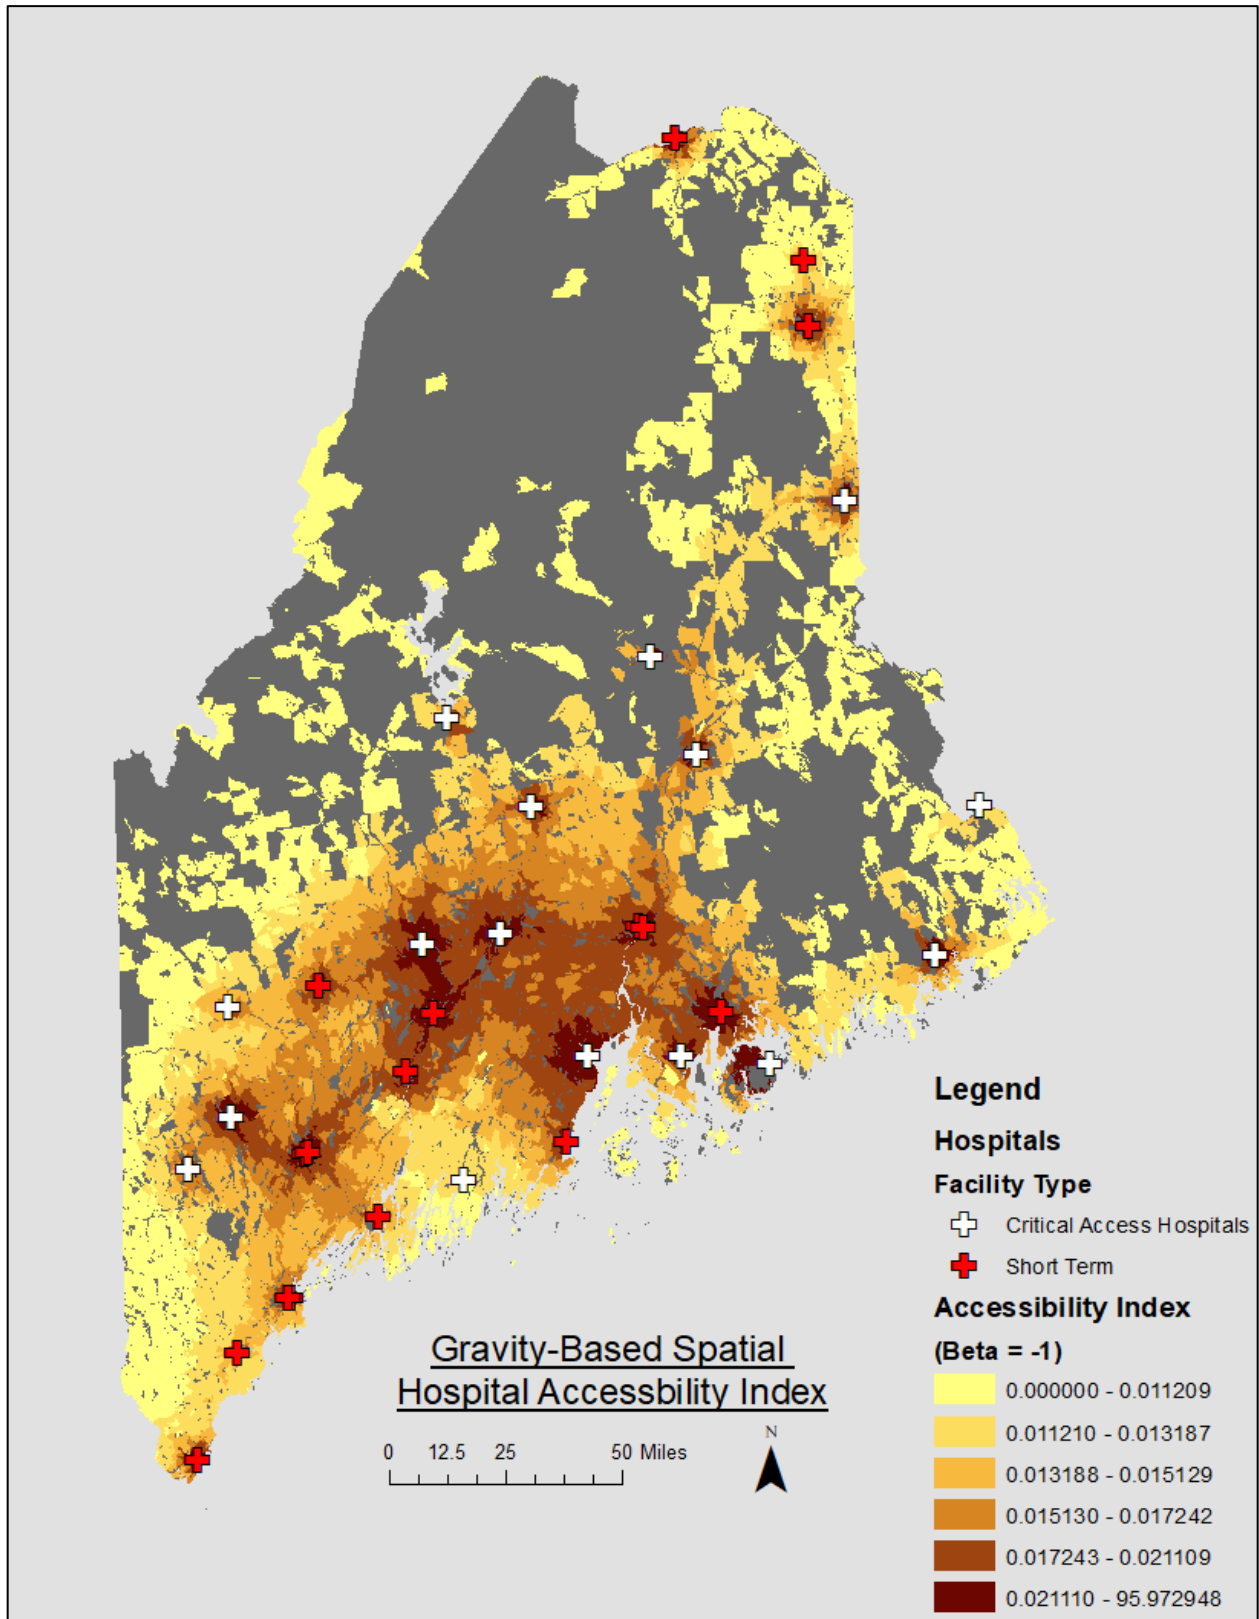 Legend
Hospitals
Facility Type
Critical Access Hospitals
Short Term
Accessibility Index
(Beta = -1)
0.000000 - 0.011209
0.011210 - 0.013187
0.013188 - 0.015129
0.015130 - 0.017242
0.017243 - 0.021109
0.021110 - 95.972948
Gravity-Based Spatial
Hospital Accessbility Index
0 12.5 25 50 Miles
N